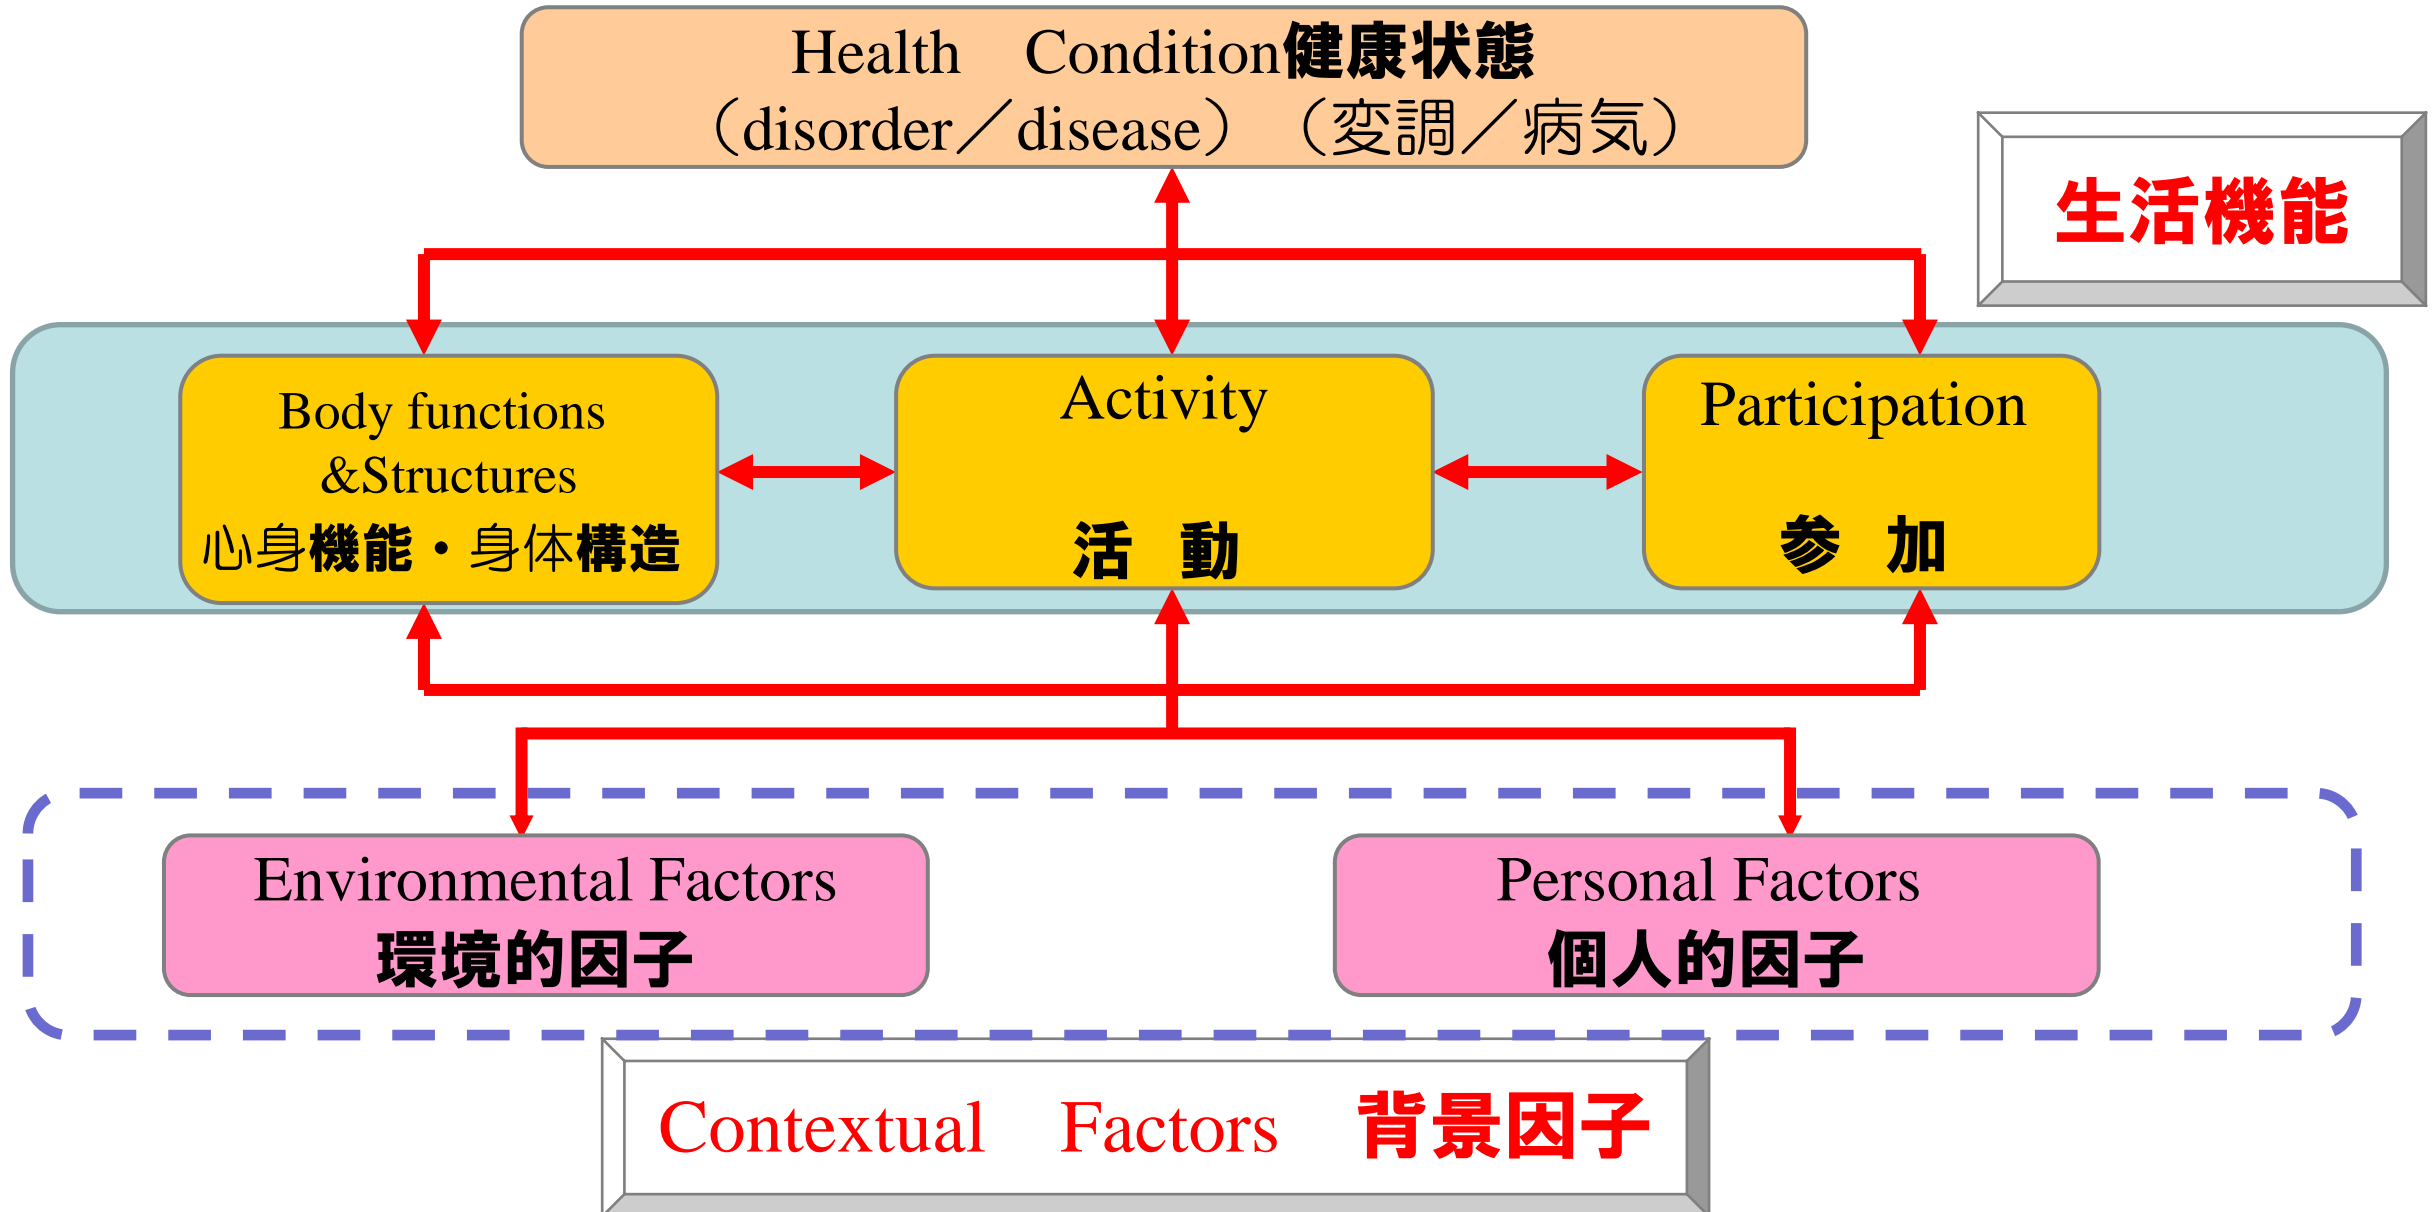 Health　Condition健康状態
（disorder／disease）（変調／病気）
生活機能
Body functions
&Structures
心身機能・身体構造
Activity
活　動
Participation
参　加
Environmental Factors
環境的因子
Personal Factors
個人的因子
Contextual　Factors　背景因子